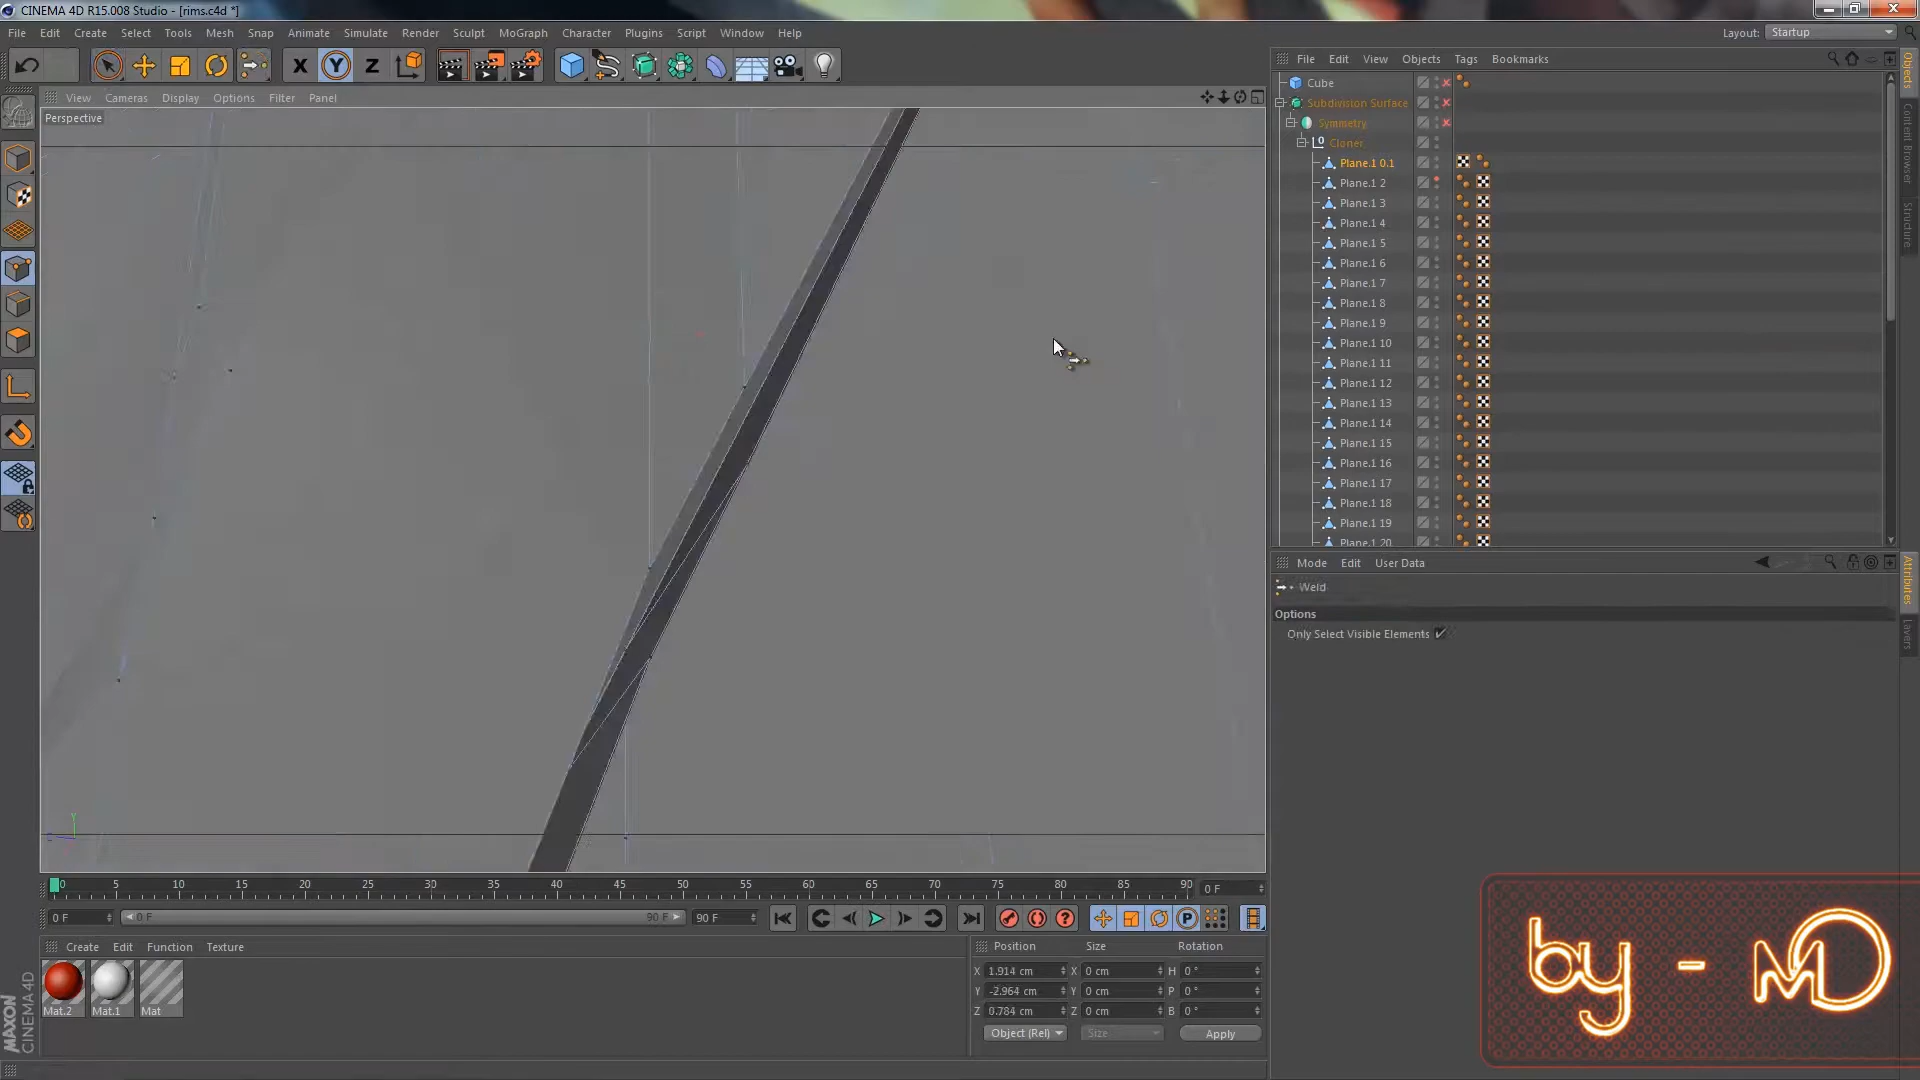 CINEMA 4D R15.008 Studio - [rims.c4d *]
File Edit Create Select Tools Mesh Snap Animate Simulate Render Sculpt MoGraph Character Plugins Script Window Help
Layout: Startup
X Y Z
File Edit View Objects Tags Bookmarks
View Cameras Display Options Filter Panel
Perspective
Cube
Subdivision Surface
Symmetry
Cloner
Plane.1 0.1
Plane.1 2
Plane.1 3
Plane.1 4
Plane.1 5
Plane.1 6
Plane.1 7
Plane.1 8
Plane.1 9
Plane.1 10
Plane.1 11
Plane.1 12
Plane.1 13
Plane.1 14
Plane.1 15
Plane.1 16
Plane.1 17
Plane.1 18
Plane.1 19
Plane.1 20
Objects
Content Browser
Structure
Mode Edit User Data
Weld
Options
Only Select Visible Elements
Attributes
Layers
Y
0 5 10 15 20 25 30 35 40 45 50 55 60 65 70 75 80 85 90
0 F
0 F 0 F 90 F 90 F
Create Edit Function Texture
Mat.2 Mat.1 Mat
MAXON
CINEMA 4D
Position Size Rotation
X 1.914 cm X 0 cm H 0 °
Y -2.964 cm Y 0 cm P 0 °
Z 0.784 cm Z 0 cm B 0 °
Object (Rel) Size Apply
by - MO